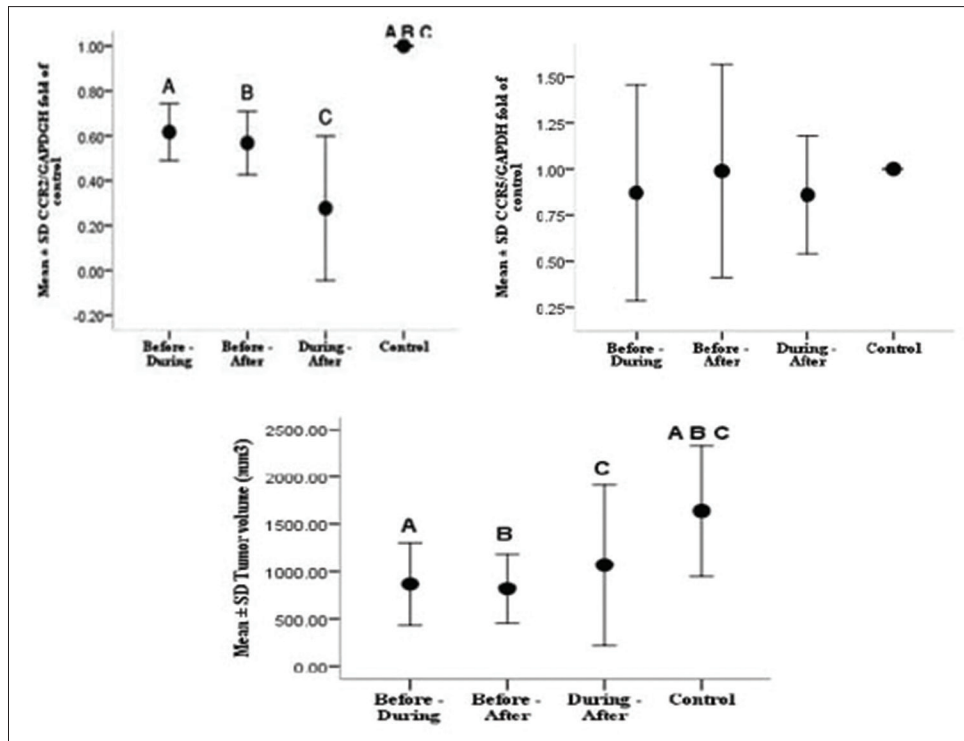 Mean ± SD CCR2/GAPDGH fold of
control
1.00
0.80
0.60
0.40
0.20
0.00
-0.20
A
B
C
A B C
Before -
During
Before -
After
During -
After
Control
Mean ± SD CCR5/GAPDH fold of
control
1.50
1.25
1.00
0.75
0.50
0.25
Before -
During
Before -
After
During -
After
Control
Mean ± SD Tumor volume (mm3)
2500.00
2000.00
1500.00
1000.00
500.00
0.00
A
B
C
A B C
Before -
During
Before -
After
During -
After
Control